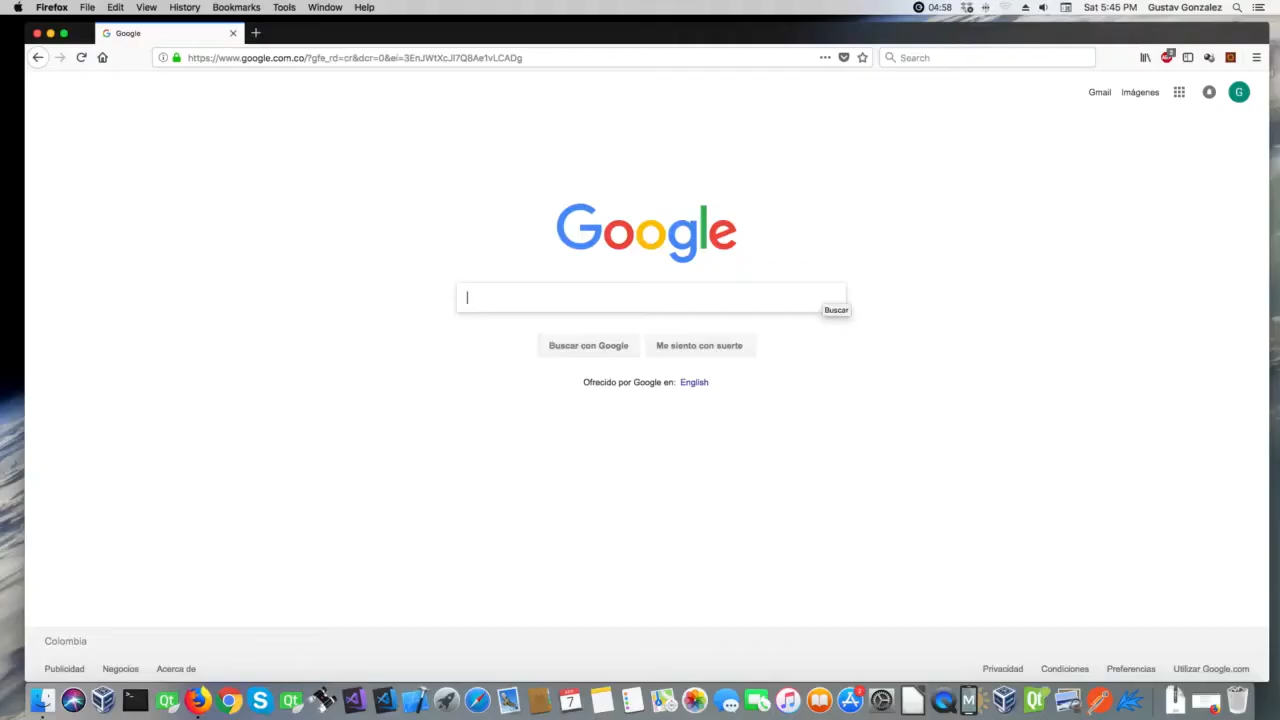 Firefox File Edit View History Bookmarks Tools Window Help 04:58 Sat 5:45 PM Gustav Gonzalez
Google
https://www.google.com.co/?gfe_rd=cr&dcr=0&ei=3EnJWtXcJI7Q8Ae1vLCADg
Search
Gmail Imágenes G
Google
Buscar
Buscar con Google Me siento con suerte
Ofrecido por Google en: English
Colombia
Publicidad Negocios Acerca de Privacidad Condiciones Preferencias Utilizar Google.com